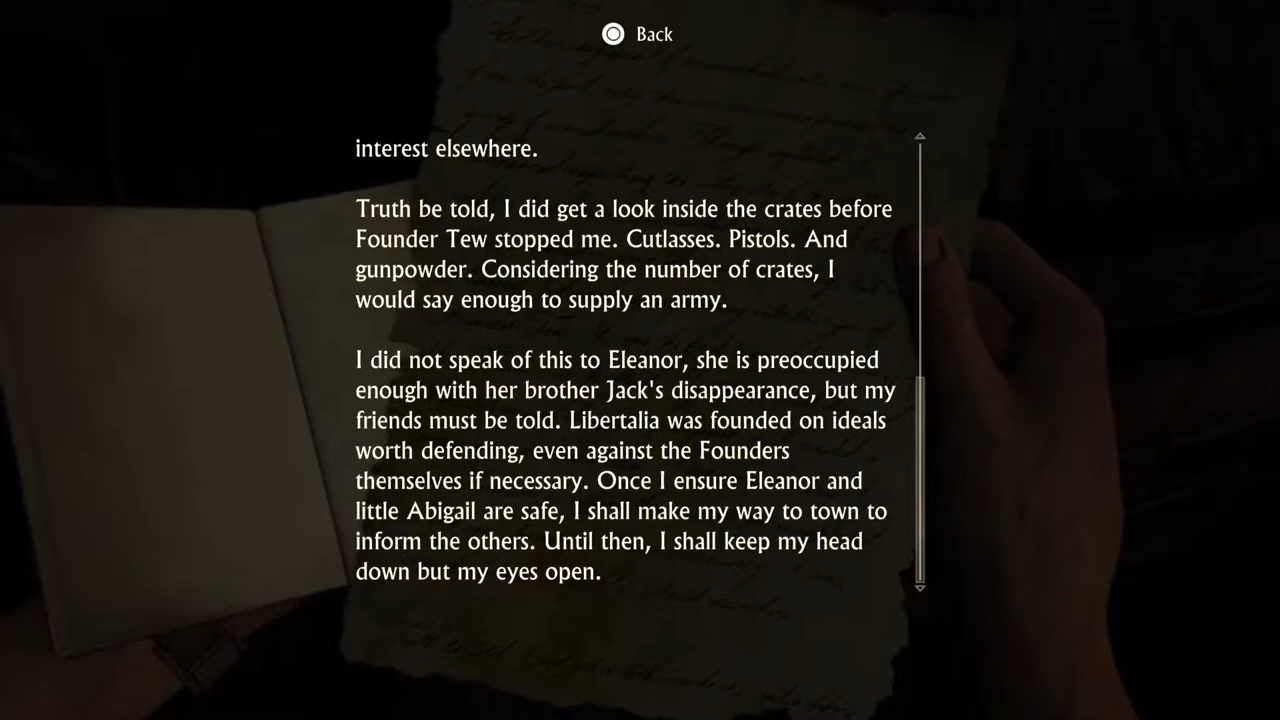 Back
interest elsewhere.
Truth be told, I did get a look inside the crates before
Founder Tew stopped me. Cutlasses. Pistols. And
gunpowder. Considering the number of crates, I
would say enough to supply an army.
I did not speak of this to Eleanor, she is preoccupied
enough with her brother Jack's disappearance, but my
friends must be told. Libertalia was founded on ideals
worth defending, even against the Founders
themselves if necessary. Once I ensure Eleanor and
little Abigail are safe, I shall make my way to town to
inform the others. Until then, I shall keep my head
down but my eyes open.